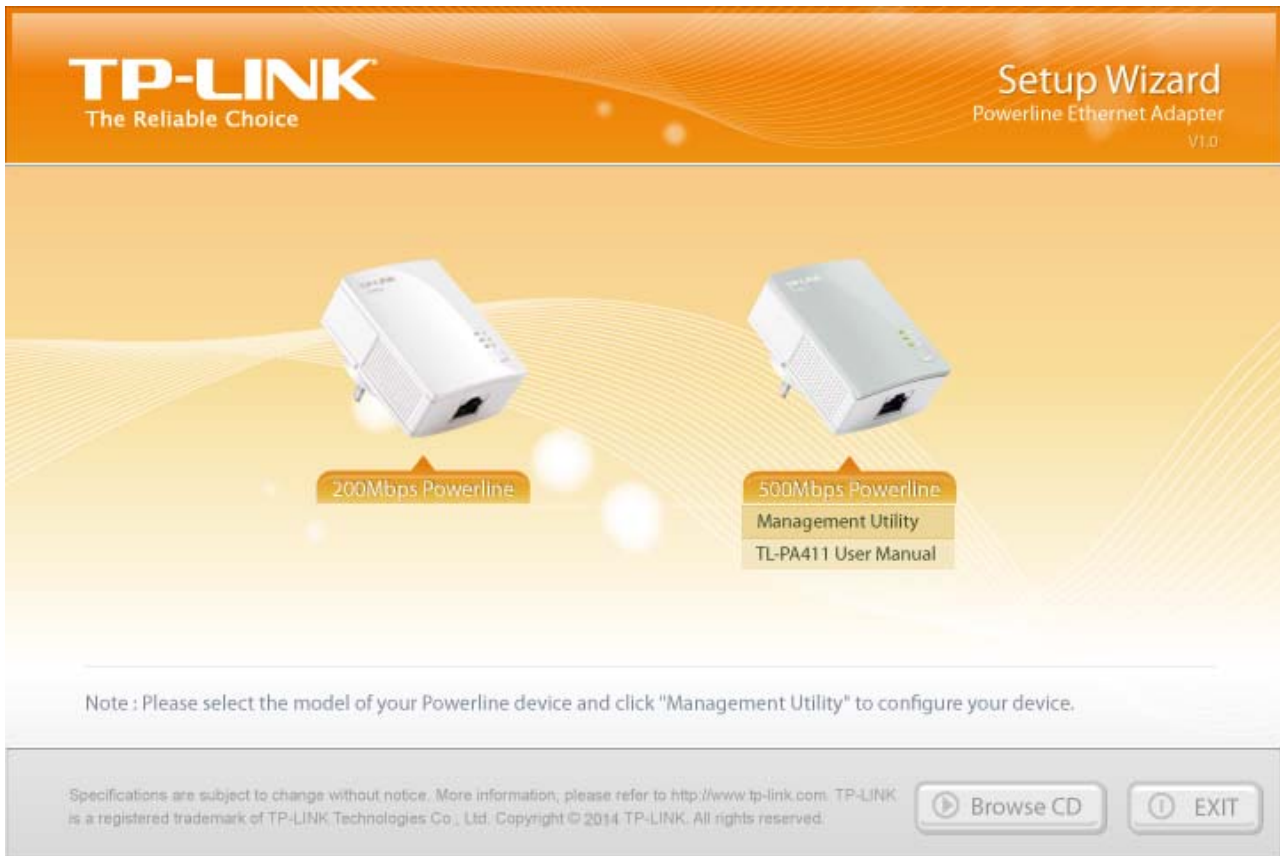 TP-LINK
The Reliable Choice
Setup Wizard
Powerline Ethernet Adapter
V1.0
TP-LINK
TP-LINK
200Mbps Powerline
500Mbps Powerline
Management Utility
TL-PA411 User Manual
Note : Please select the model of your Powerline device and click "Management Utility" to configure your device.
Specifications are subject to change without notice. More information, please refer to http://www.tp-link.com. TP-LINK
is a registered trademark of TP-LINK Technologies Co., Ltd. Copyright © 2014 TP-LINK. All rights reserved.
Browse CD
EXIT